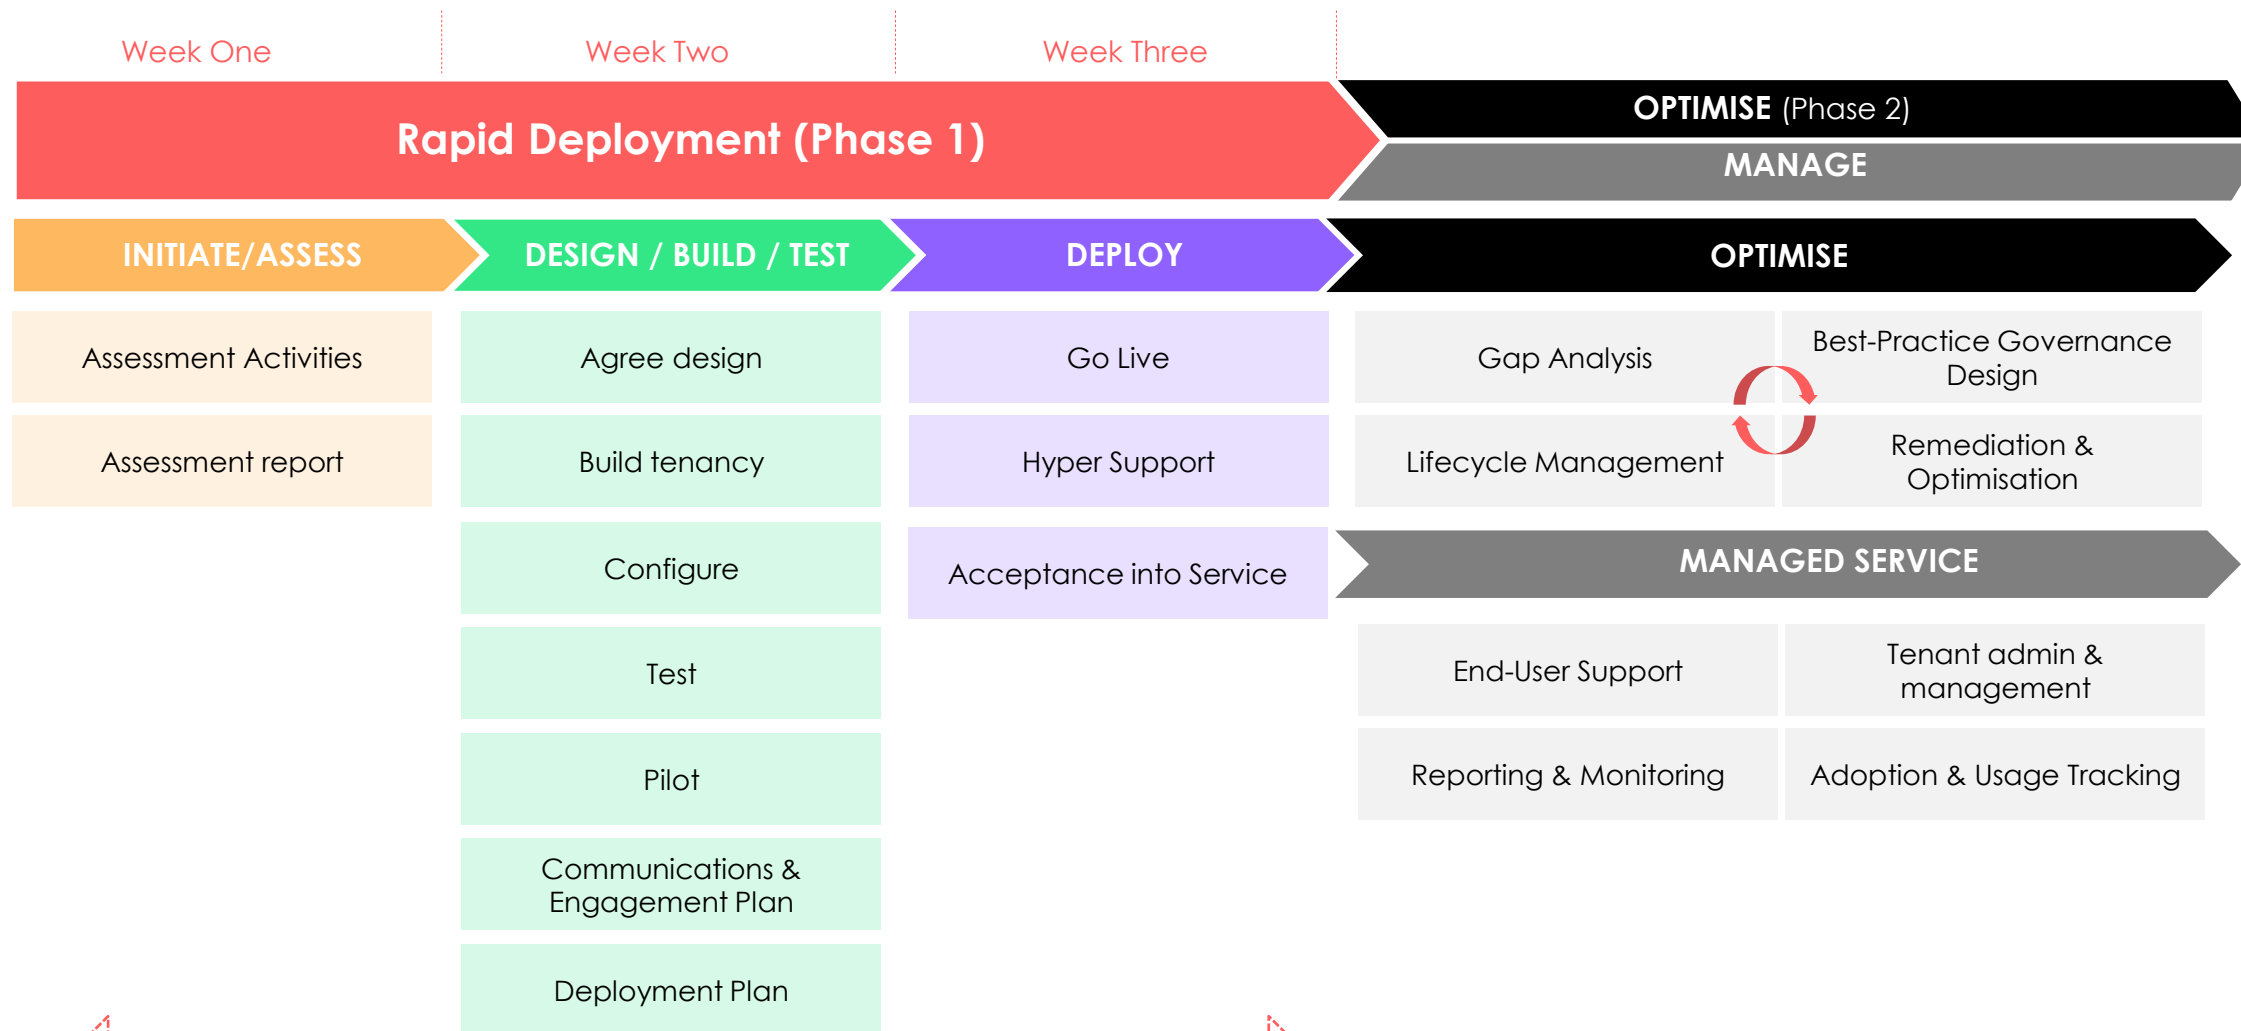 Week One
Week Two
Week Three
Rapid Deployment (Phase 1)
OPTIMISE (Phase 2)
MANAGE
INITIATE/ASSESS
DESIGN / BUILD / TEST
DEPLOY
OPTIMISE
Assessment Activities
Assessment report
Agree design
Build tenancy
Configure
Test
Pilot
Communications &
Engagement Plan
Deployment Plan
Go Live
Hyper Support
Acceptance into Service
Gap Analysis
Best-Practice Governance
Design
Lifecycle Management
Remediation &
Optimisation
MANAGED SERVICE
End-User Support
Tenant admin &
management
Reporting & Monitoring
Adoption & Usage Tracking